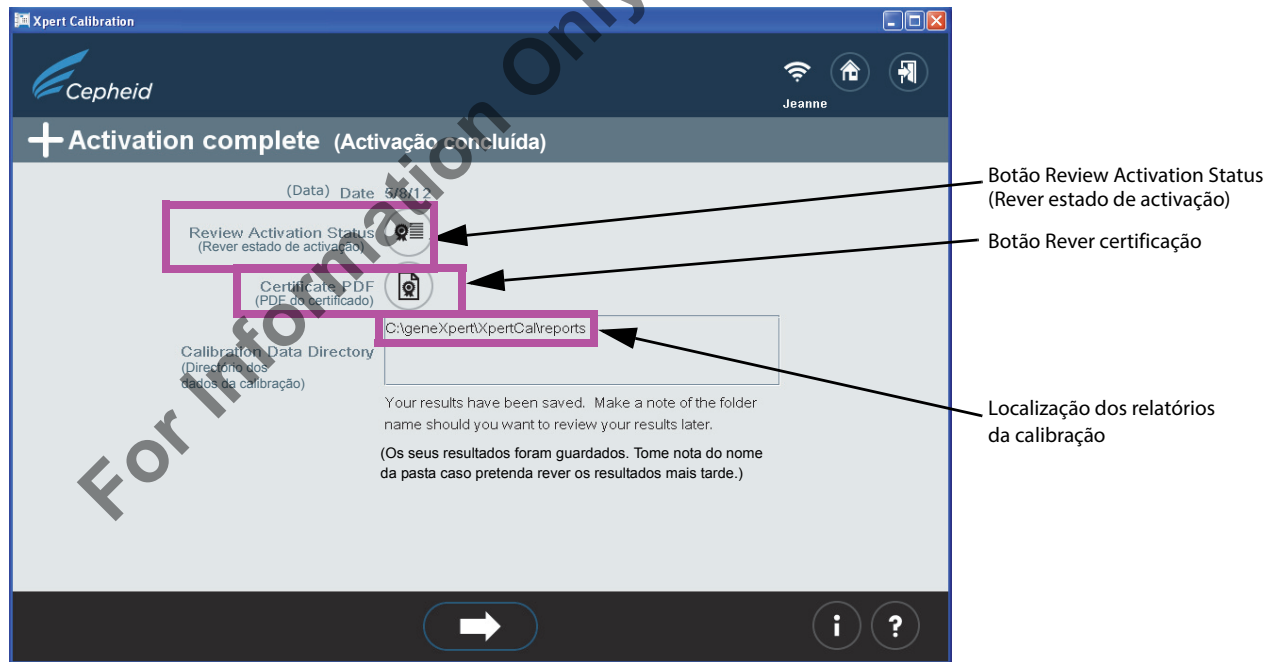 Xpert Calibration
Cepheid
Jeanne
Activation complete (Activação concluída)
(Data) Date 5/8/12
Review Activation Status
(Rever estado de activação)
Certificate PDF
(PDF do certificado)
C:\geneXpert\XpertCal\reports
Calibration Data Directory
(Directório dos
dados da calibração)
Your results have been saved. Make a note of the folder
name should you want to review your results later.
(Os seus resultados foram guardados. Tome nota do nome
da pasta caso pretenda rever os resultados mais tarde.)
i ?
Botão Review Activation Status
(Rever estado de activação)
Botão Rever certificação
Localização dos relatórios
da calibração
For Information Only